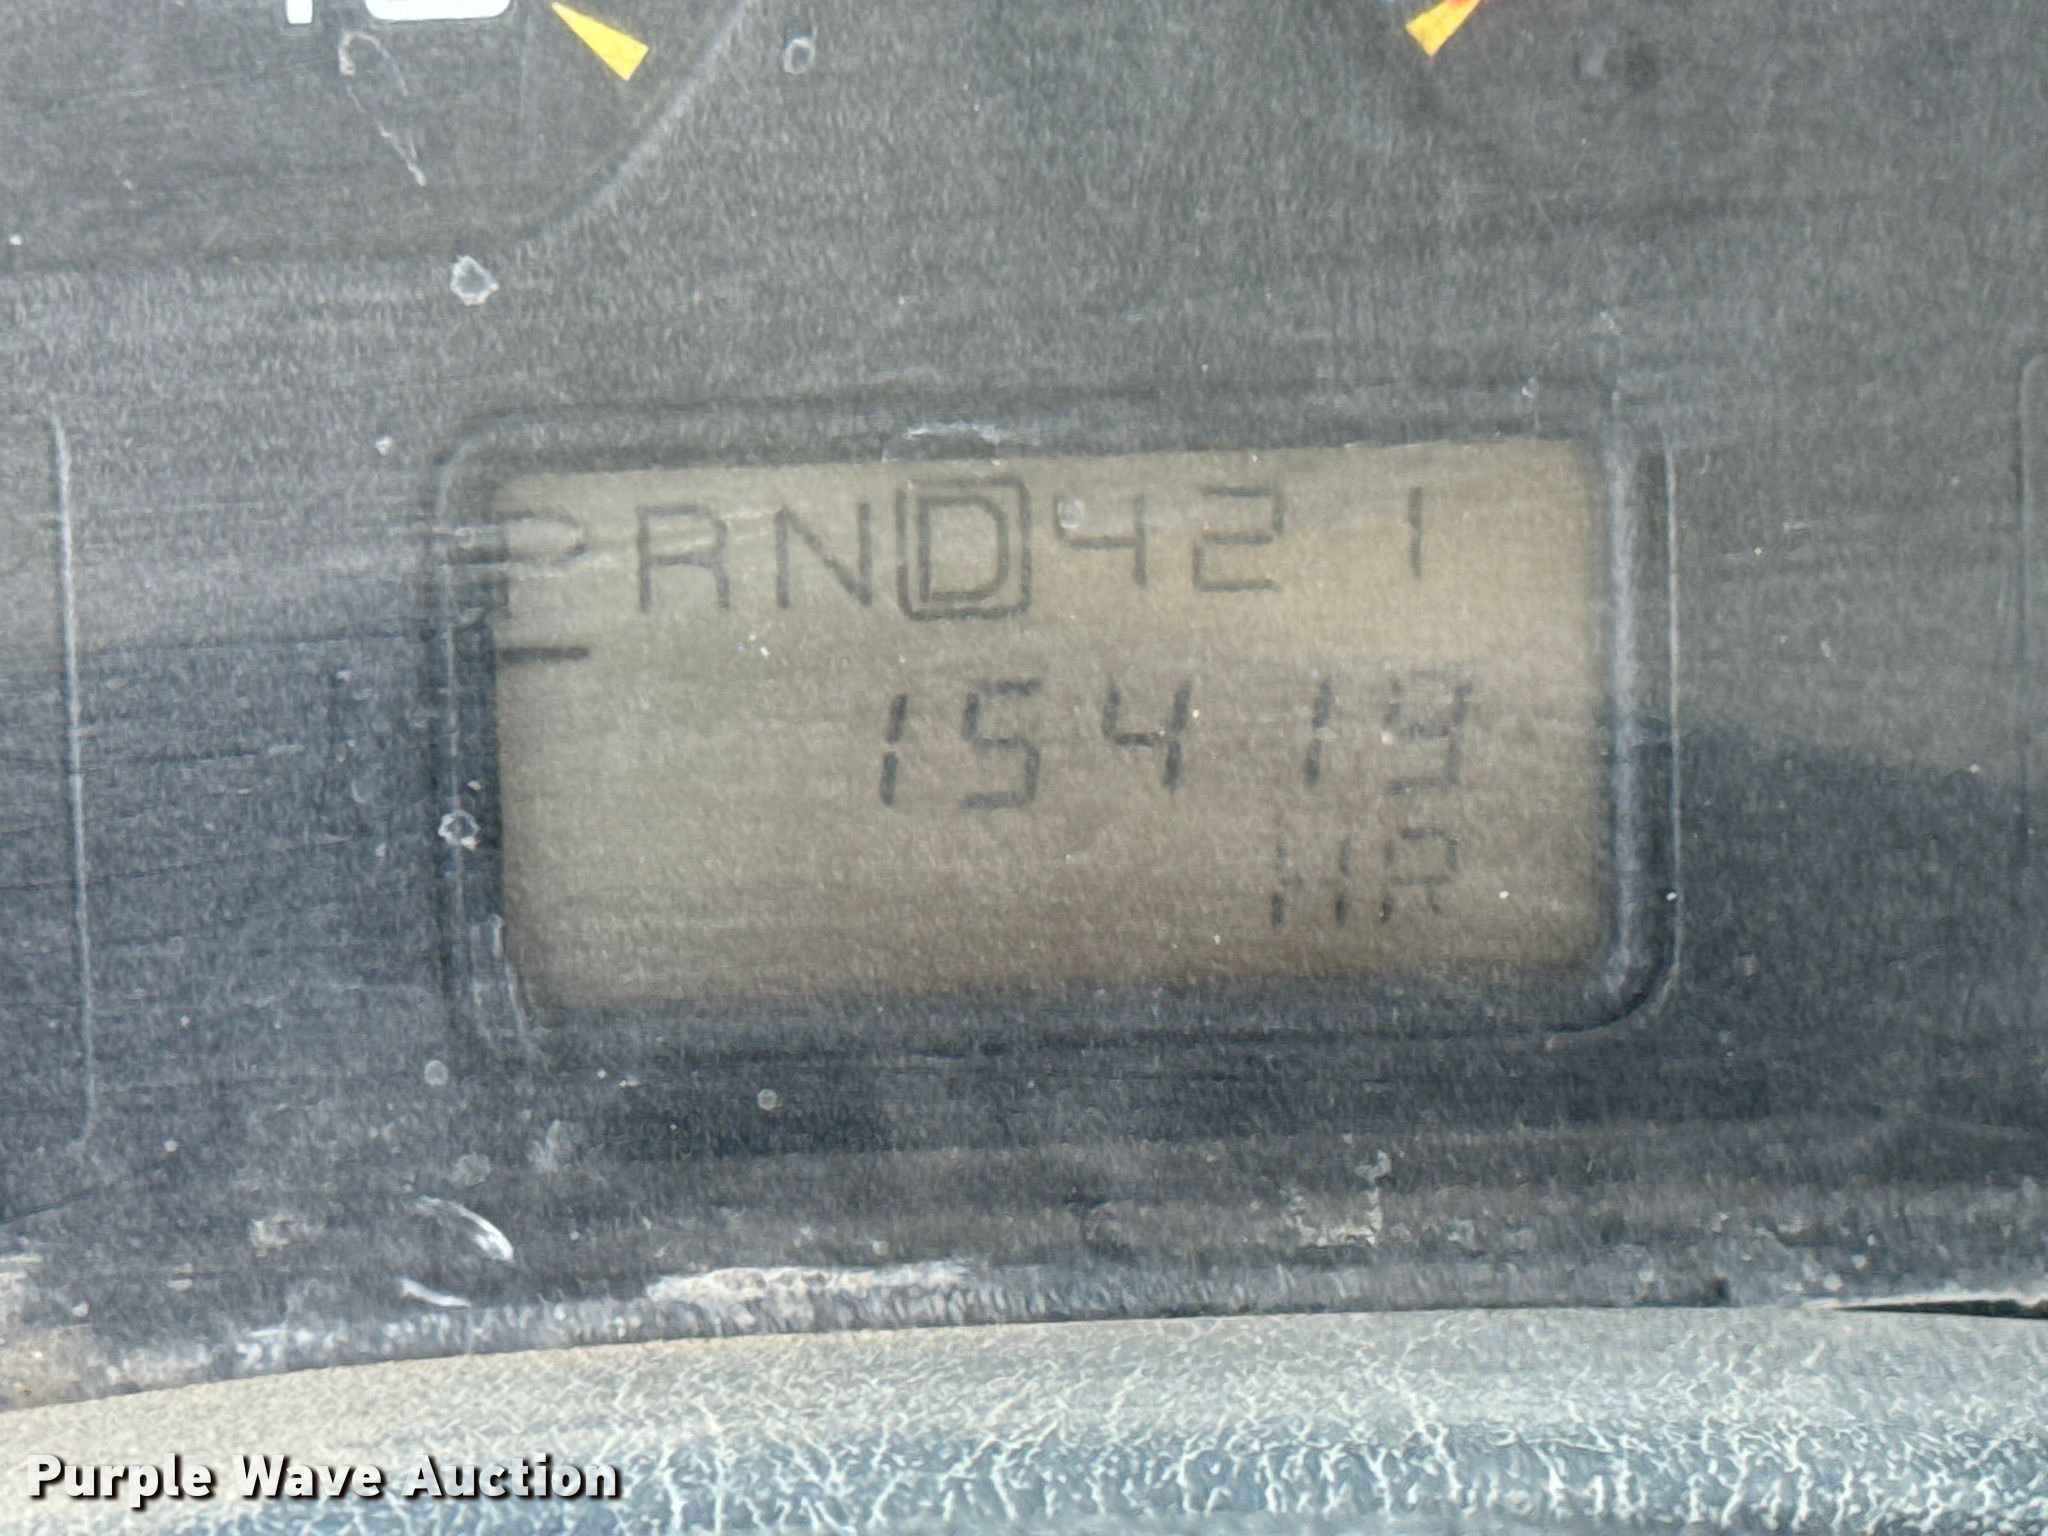 PRND421
15419
HR
Purple Wave Auction